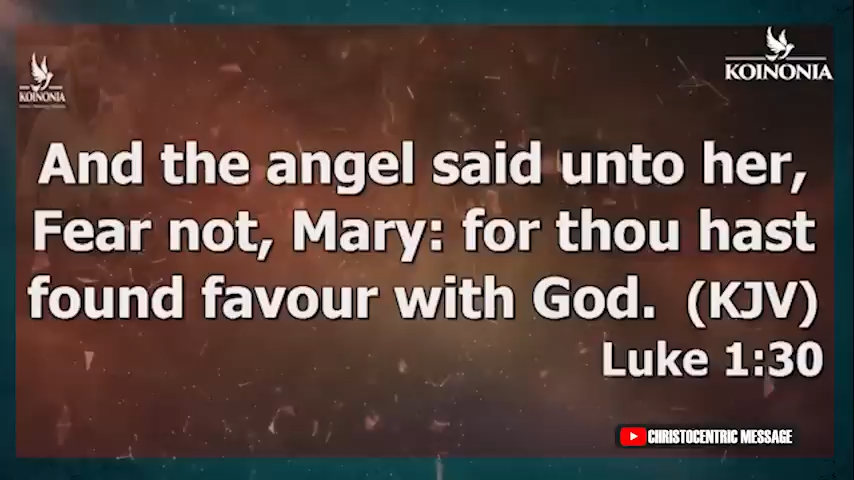 KOINONIA
KOINONIA
And the angel said unto her,
Fear not, Mary: for thou hast
found favour with God. (KJV)
Luke 1:30
CHRISTOCENTRIC MESSAGE